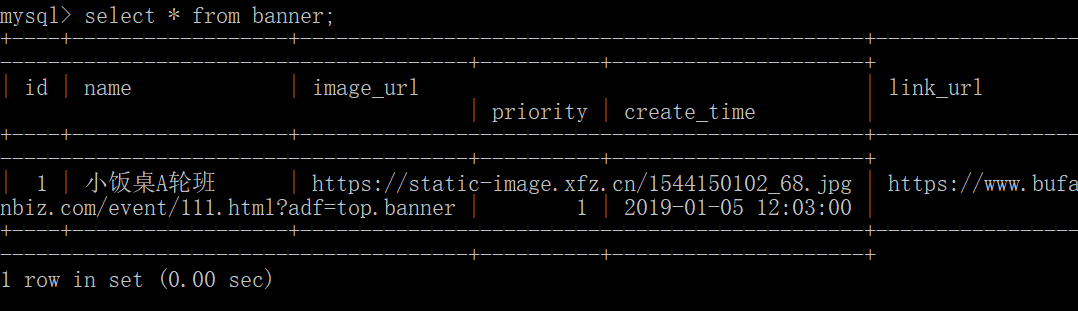 mysql> select * from banner;
+----+------------------+-----------------------------------------------+-----------------
---------------------------------------+----------+---------------------+
| id | name             | image_url                                     | link_url
                                       | priority | create_time         |
+----+------------------+-----------------------------------------------+-----------------
---------------------------------------+----------+---------------------+
|  1 | 小饭桌A轮班      | https://static-image.xfz.cn/1544150102_68.jpg | https://www.bufa
nbiz.com/event/111.html?adf=top.banner |        1 | 2019-01-05 12:03:00 |
+----+------------------+-----------------------------------------------+-----------------
---------------------------------------+----------+---------------------+
1 row in set (0.00 sec)